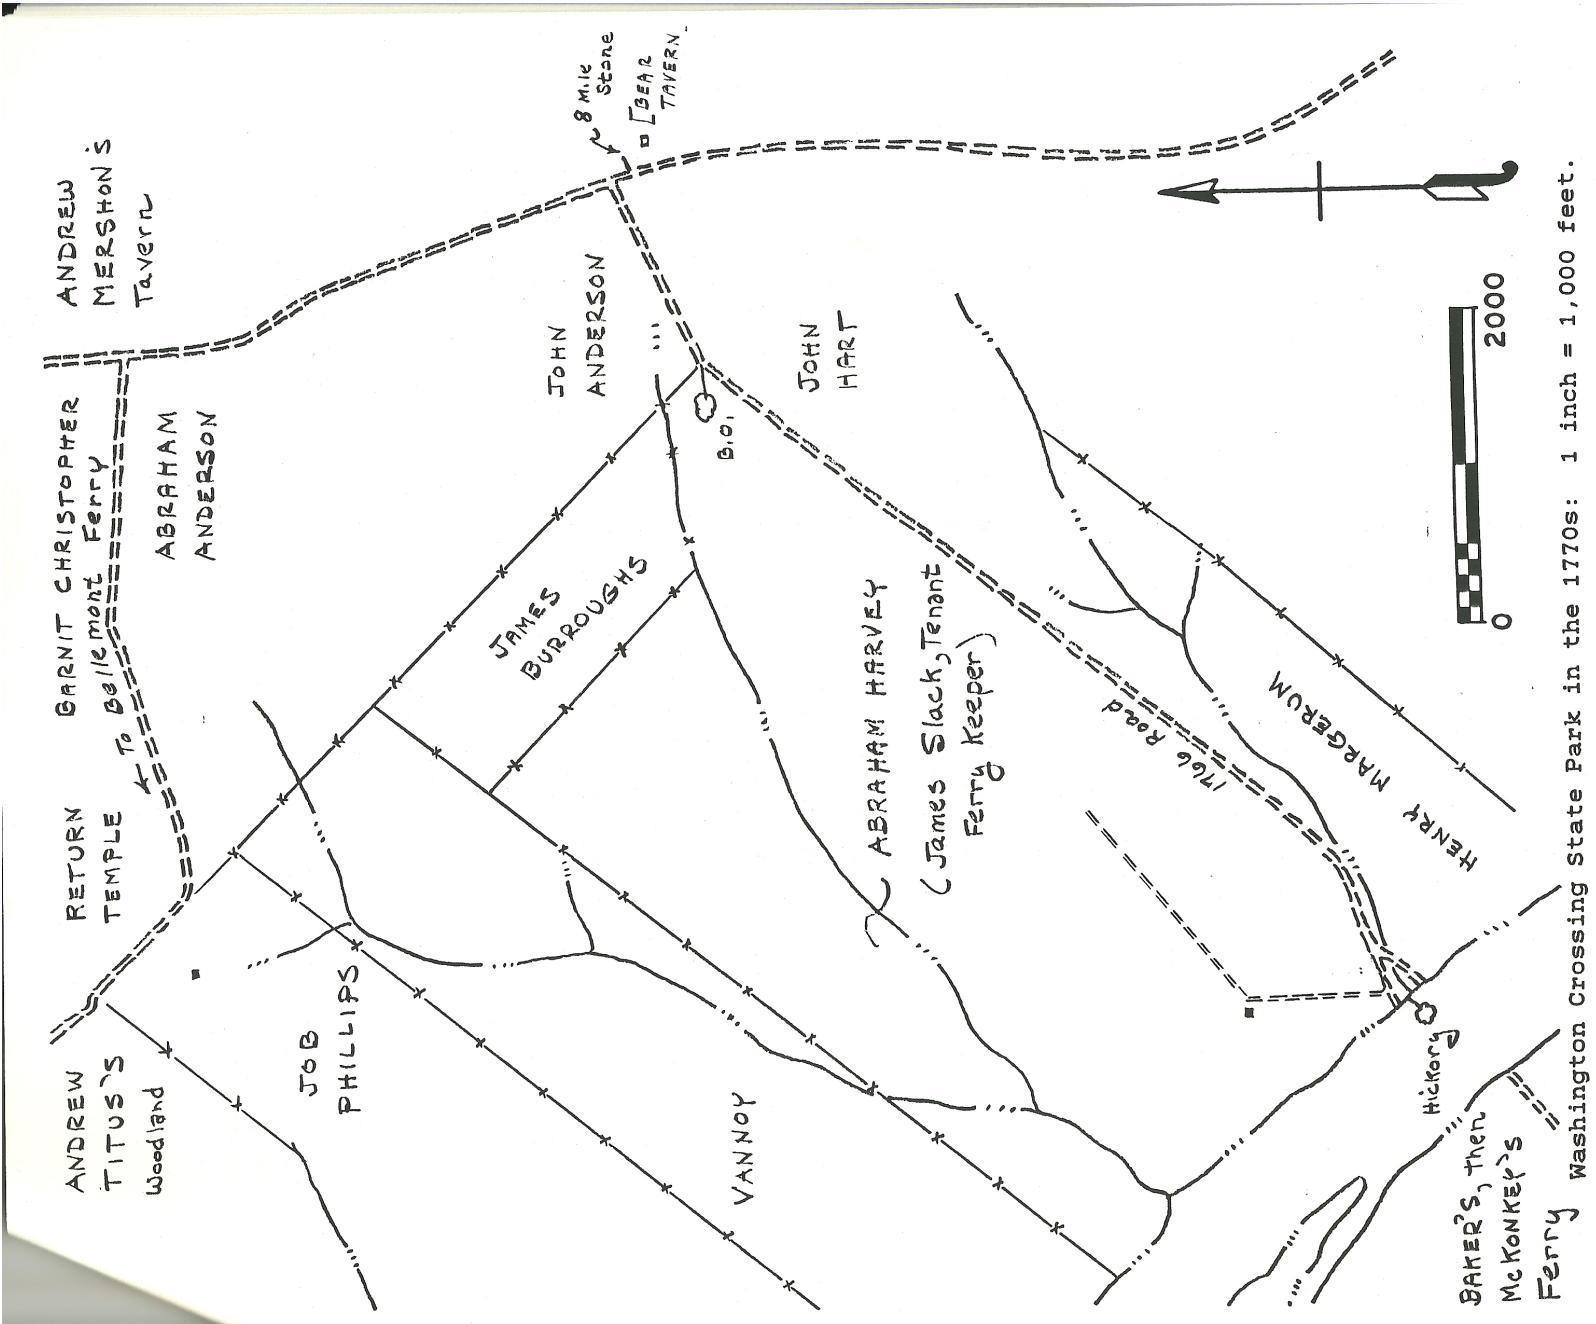 ANDREW
TITUS'S
Woodland
RETURN
TEMPLE
← To Bellemont Ferry
BARNIT CHRISTOPHER
ANDREW
MERSHON'S
Tavern
ABRAHAM
ANDERSON
JOB
PHILLIPS
JAMES
BURROUGHS
JOHN
ANDERSON
8 Mile
Stone
[BEAR
TAVERN
B.O.
VANNOY
JOHN
HART
ABRAHAM HARVEY
(James Slack, Tenant
Ferry Keeper)
1766 Road
HENRY MARGERUM
Hickory
BAKER'S, Then
McKONKEY'S
Ferry
0
2000
Washington Crossing State Park in the 1770s: 1 inch = 1,000 feet.